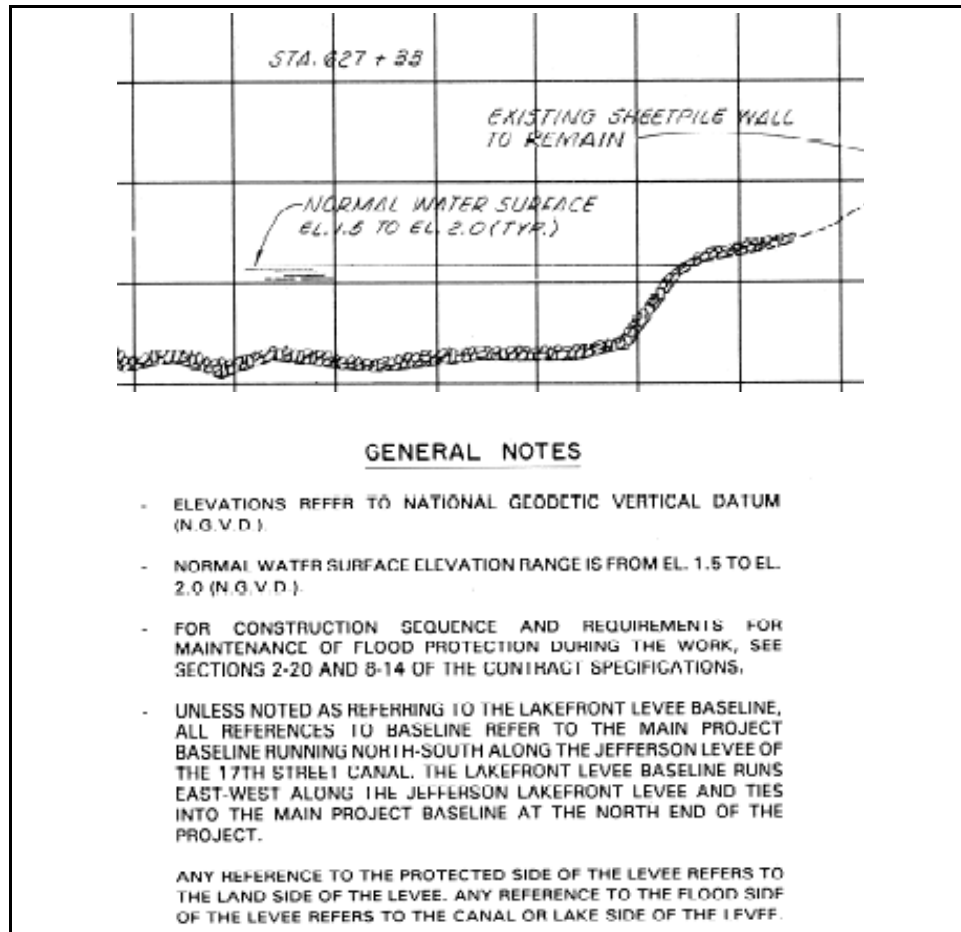 STA. 627 + 33
EXISTING SHEETPILE WALL
TO REMAIN
NORMAL WATER SURFACE
EL. 1.5 TO EL. 2.0 (TYP.)
GENERAL NOTES
- ELEVATIONS REFER TO NATIONAL GEODETIC VERTICAL DATUM
(N.G.V.D.).
- NORMAL WATER SURFACE ELEVATION RANGE IS FROM EL. 1.5 TO EL.
2.0 (N.G.V.D.).
- FOR CONSTRUCTION SEQUENCE AND REQUIREMENTS FOR
MAINTENANCE OF FLOOD PROTECTION DURING THE WORK, SEE
SECTIONS 2-20 AND 8-14 OF THE CONTRACT SPECIFICATIONS.
- UNLESS NOTED AS REFERRING TO THE LAKEFRONT LEVEE BASELINE,
ALL REFERENCES TO BASELINE REFER TO THE MAIN PROJECT
BASELINE RUNNING NORTH-SOUTH ALONG THE JEFFERSON LEVEE OF
THE 17TH STREET CANAL. THE LAKEFRONT LEVEE BASELINE RUNS
EAST-WEST ALONG THE JEFFERSON LAKEFRONT LEVEE AND TIES
INTO THE MAIN PROJECT BASELINE AT THE NORTH END OF THE
PROJECT.
ANY REFERENCE TO THE PROTECTED SIDE OF THE LEVEE REFERS TO
THE LAND SIDE OF THE LEVEE. ANY REFERENCE TO THE FLOOD SIDE
OF THE LEVEE REFERS TO THE CANAL OR LAKE SIDE OF THE LEVEE.